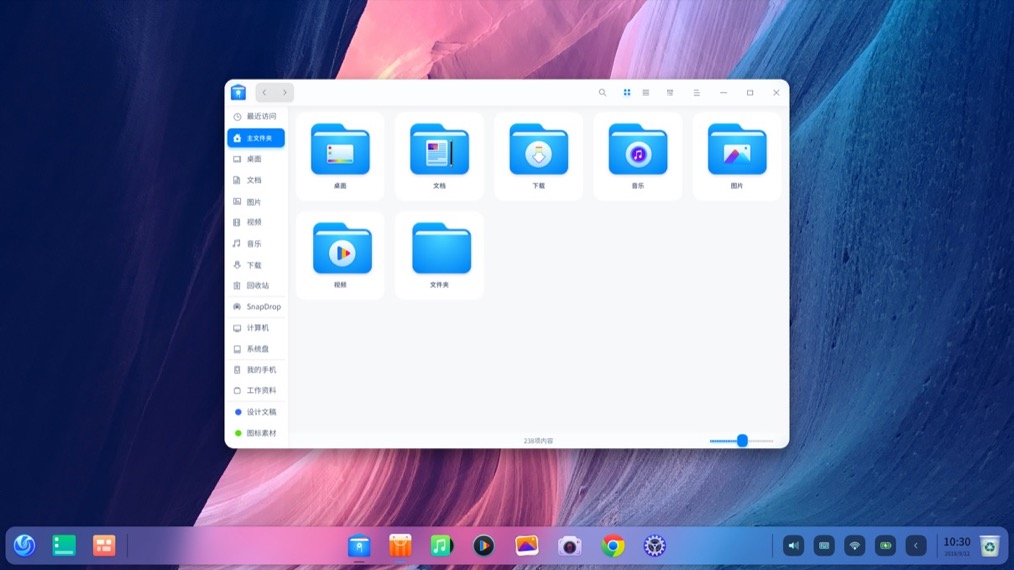 最近访问
主文件夹
桌面
文档
图片
视频
音乐
下载
回收站
SnapDrop
计算机
系统盘
我的手机
工作资料
设计文稿
图标素材
桌面
文档
下载
音乐
图片
视频
文件夹
238项内容
10:30